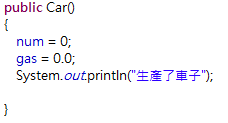 public Car()
{
num = 0;
gas = 0.0;
System.out.println("生產了車子");
}